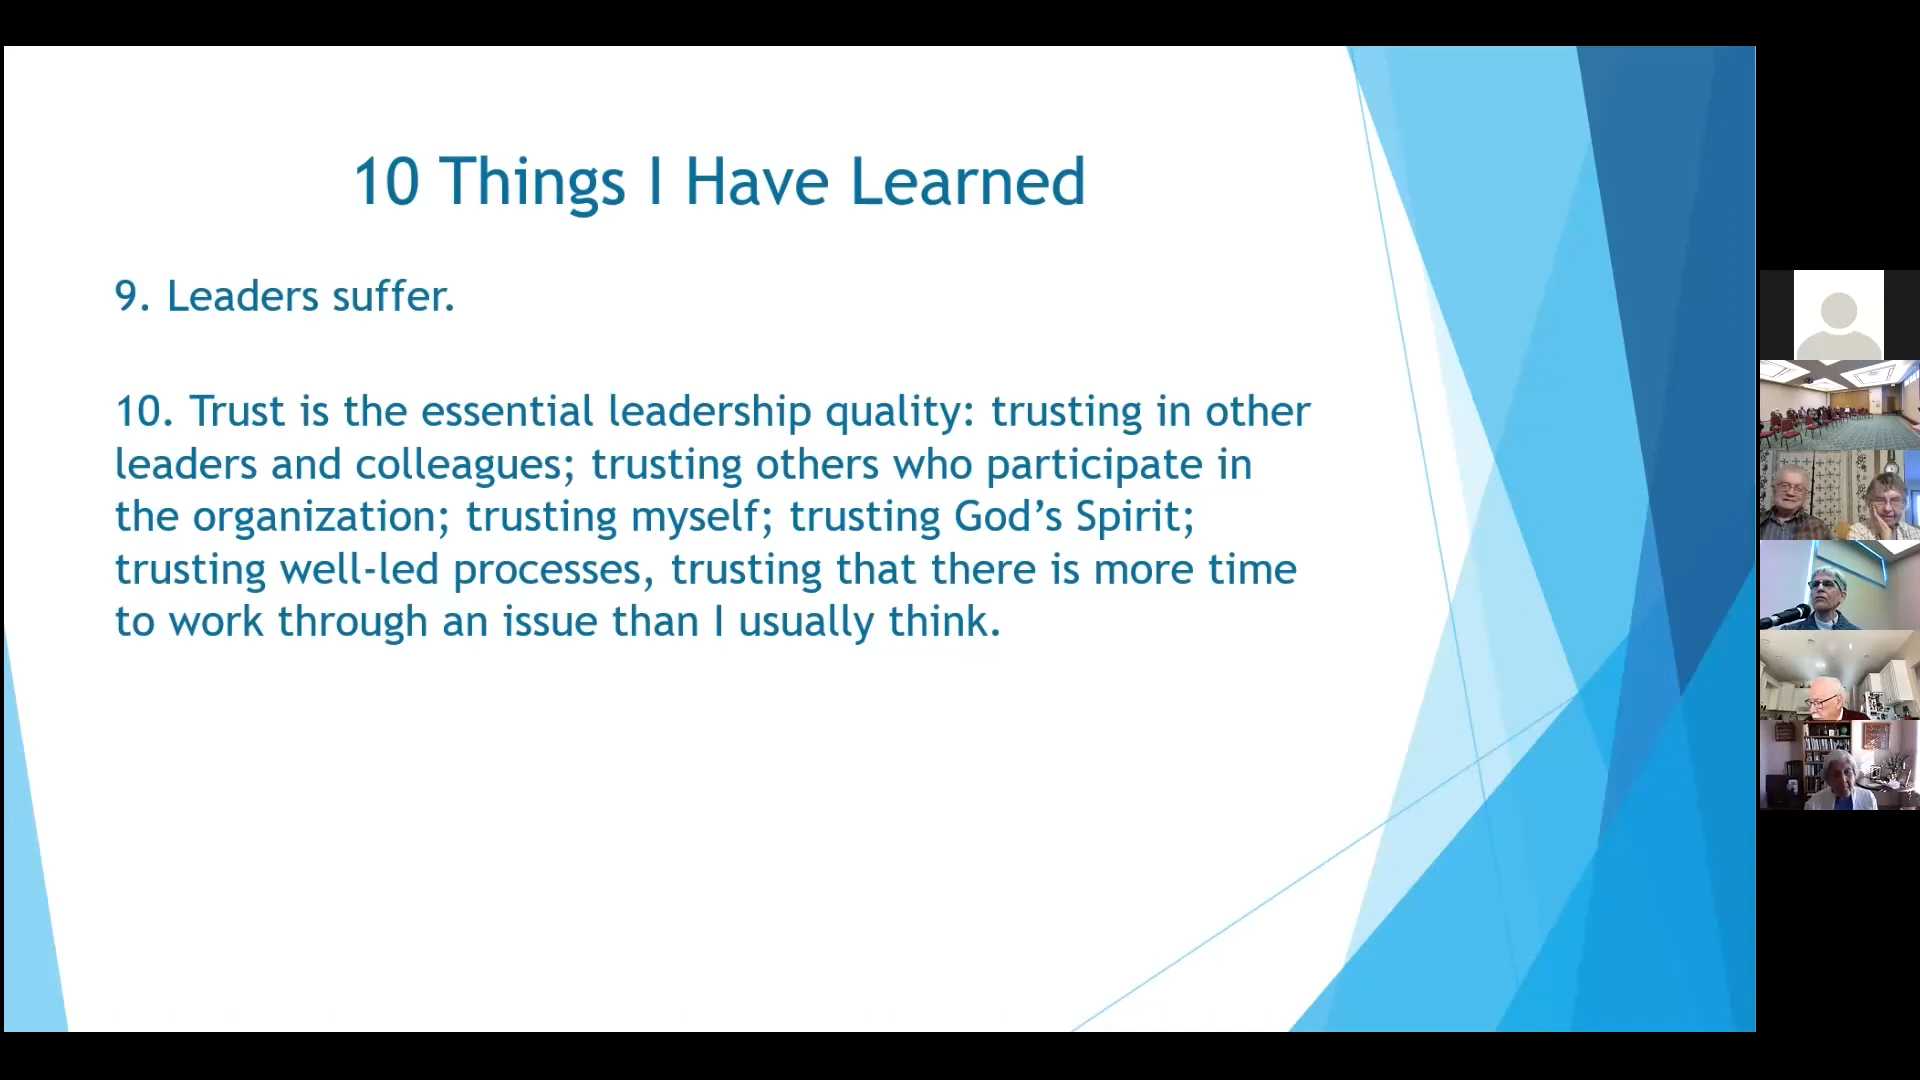 10 Things I Have Learned
9. Leaders suffer.
10. Trust is the essential leadership quality: trusting in other
leaders and colleagues; trusting others who participate in
the organization; trusting myself; trusting God’s Spirit;
trusting well-led processes, trusting that there is more time
to work through an issue than I usually think.